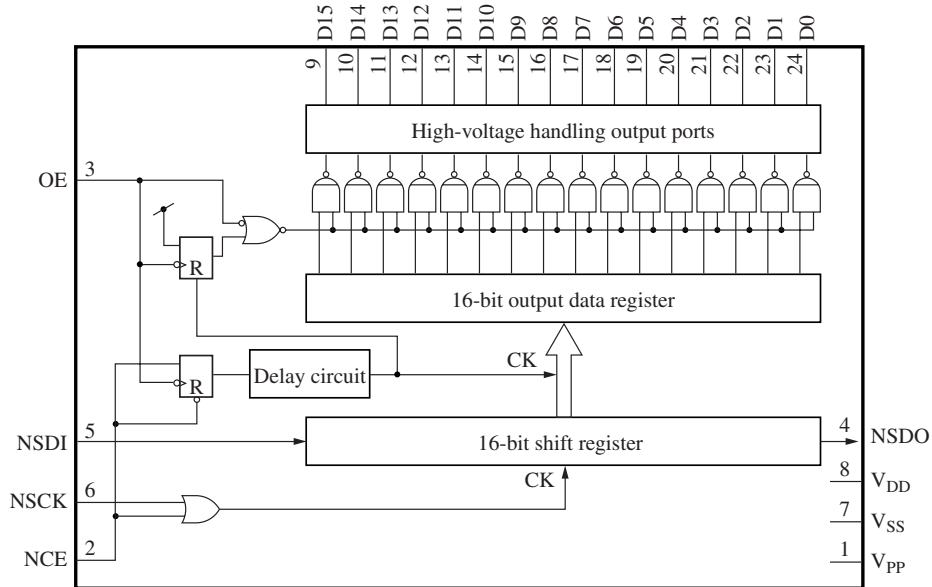 D15 D14 D13 D12 D11 D10 D9 D8 D7 D6 D5 D4 D3 D2 D1 D0
9 10 11 12 13 14 15 16 17 18 19 20 21 22 23 24
High-voltage handling output ports
OE 3
R
16-bit output data register
R
Delay circuit
CK
NSDI 5
16-bit shift register
4 NSDO
NSCK 6
CK
8 VDD
7 VSS
NCE 2
1 VPP